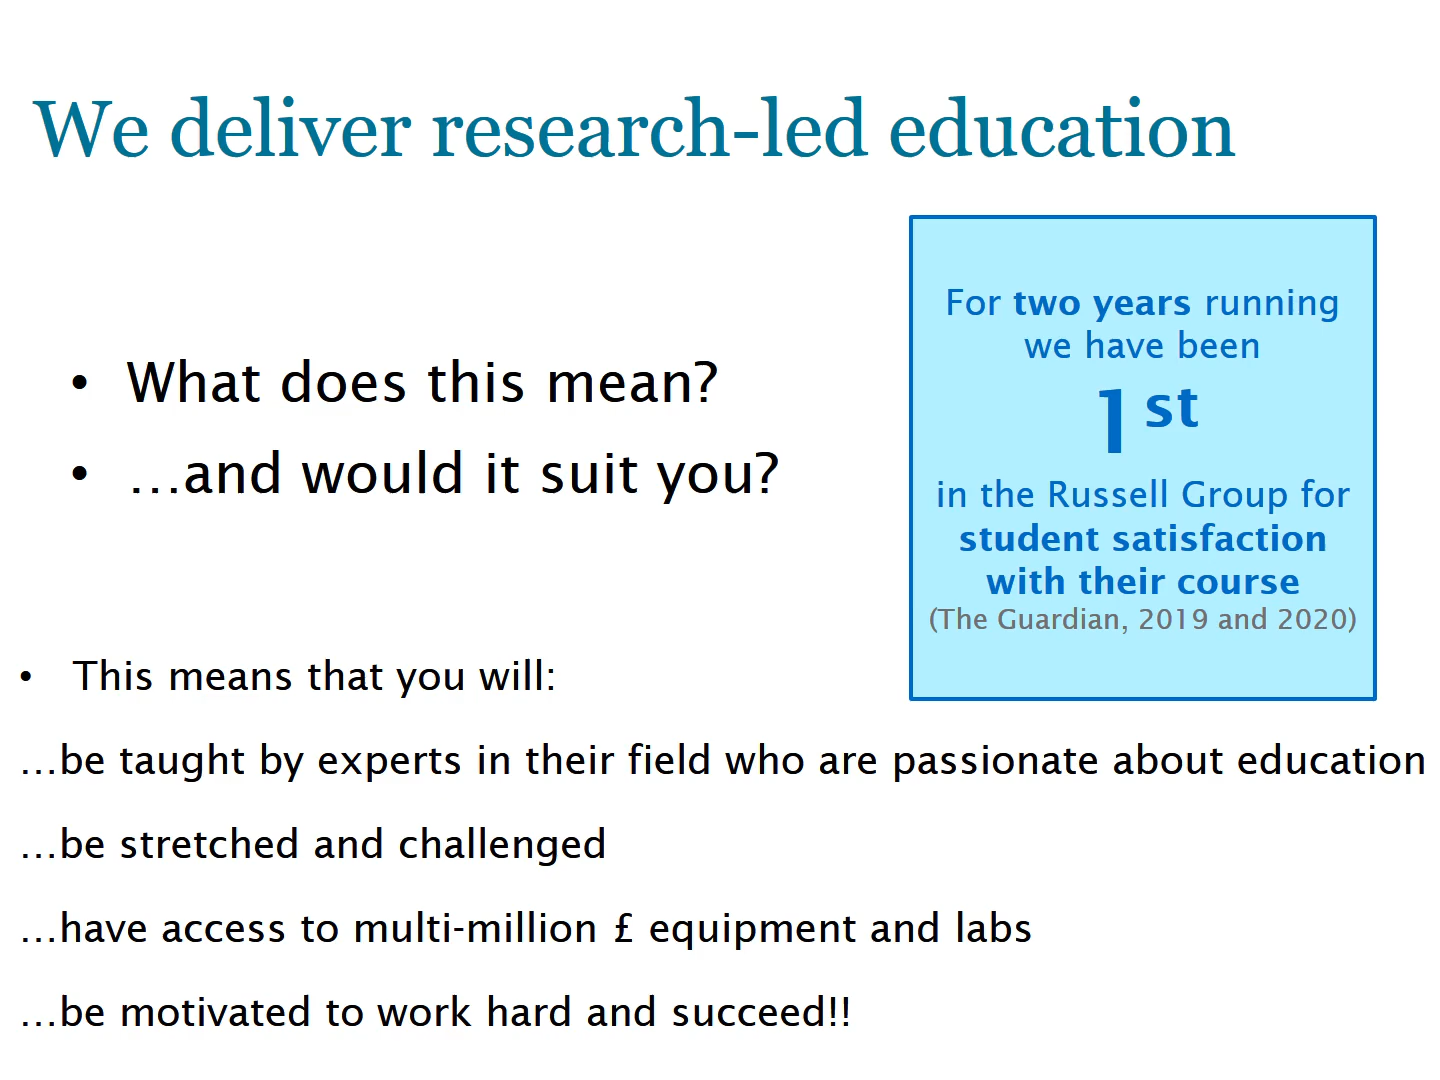 We deliver research-led education
• What does this mean?
• …and would it suit you?
For two years running
we have been
1st
in the Russell Group for
student satisfaction
with their course
(The Guardian, 2019 and 2020)
• This means that you will:
…be taught by experts in their field who are passionate about education
…be stretched and challenged
…have access to multi-million £ equipment and labs
…be motivated to work hard and succeed!!